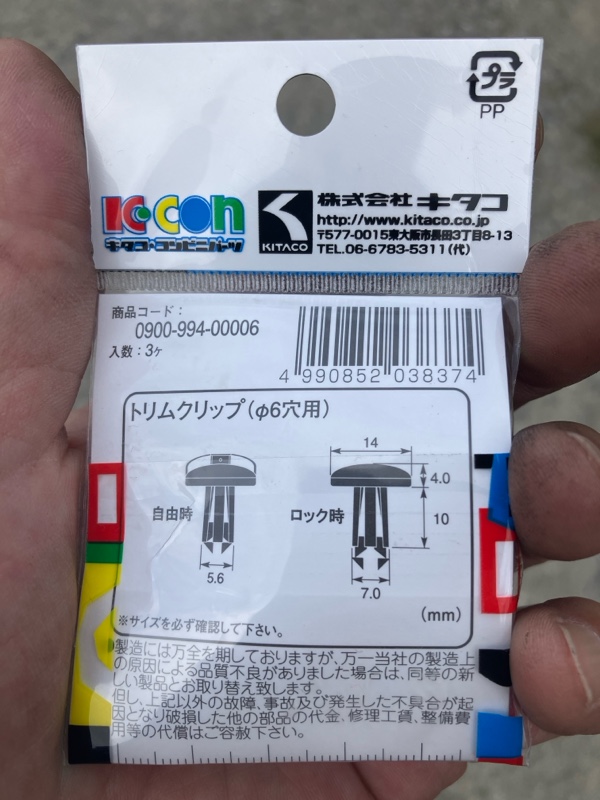 プラ
PP
K・CON
キタコ・コンビニパーツ
KITACO
株式会社 キタコ
http://www.kitaco.co.jp
〒577-0015東大阪市長田3丁目8-13
TEL.06-6783-5311(代)
商品コード：
0900-994-00006
入数：3ヶ
4 990852 038374
トリムクリップ(φ6穴用)
14
4.0
自由時
ロック時
10
5.6
7.0
(mm)
※サイズを必ず確認して下さい。
製造には万全を期しておりますが、万一当社の製造上
の原因による品質不良がありました場合は、同等の新
しい製品とお取り替え致します。
但し、上記以外の故障、事故及び発生した不具合が起
因となり破損した他の部品の代金、修理工賃、整備費
用等の代償はご容赦下さい。